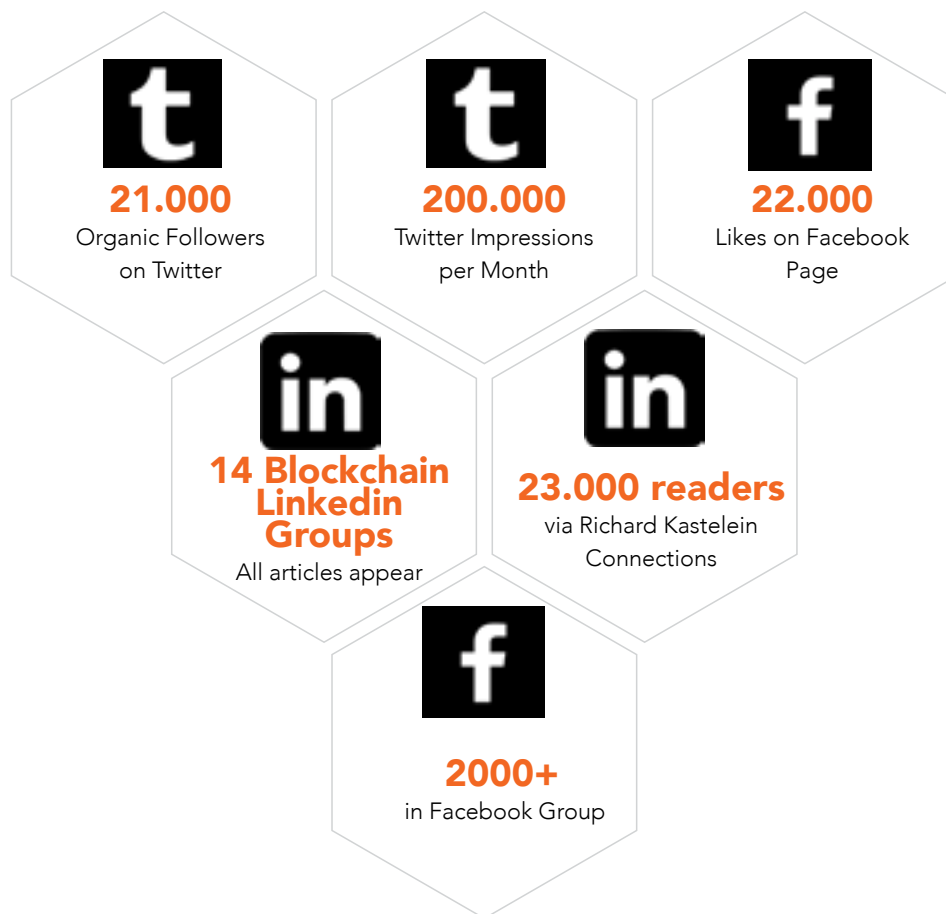 t
21.000
Organic Followers
on Twitter
t
200.000
Twitter Impressions
per Month
f
22.000
Likes on Facebook
Page
in
14 Blockchain
Linkedin
Groups
All articles appear
in
23.000 readers
via Richard Kastelein
Connections
f
2000+
in Facebook Group